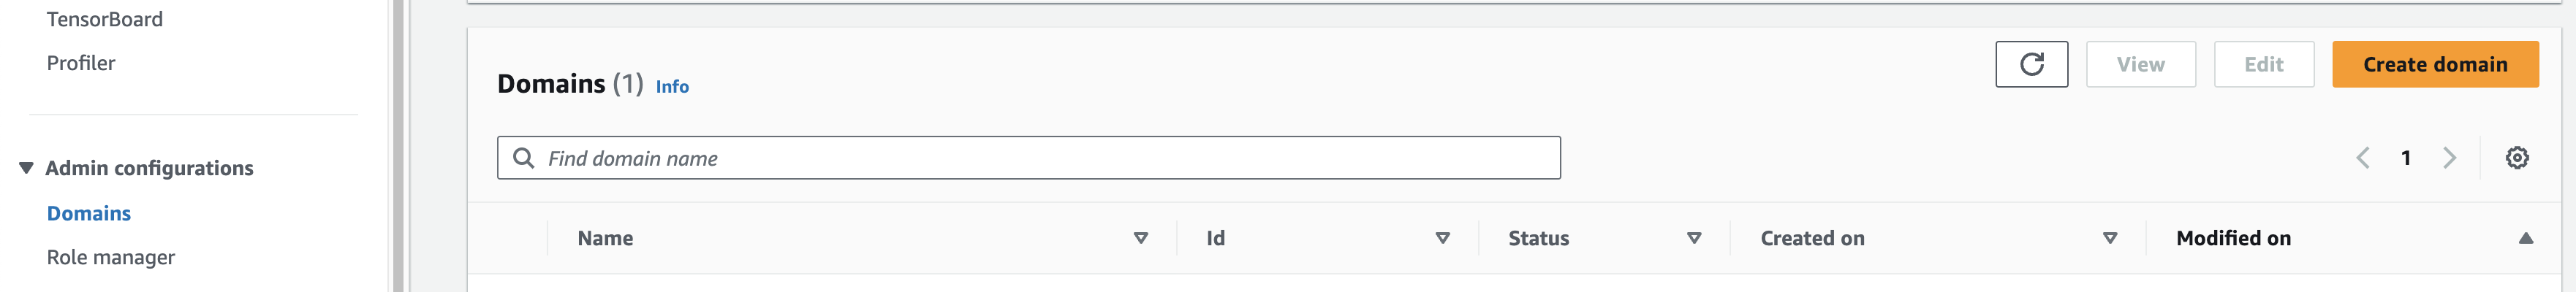 TensorBoard
Profiler
Admin configurations
Domains
Role manager
Domains (1) Info
View
Edit
Create domain
Find domain name
1
Name
Id
Status
Created on
Modified on